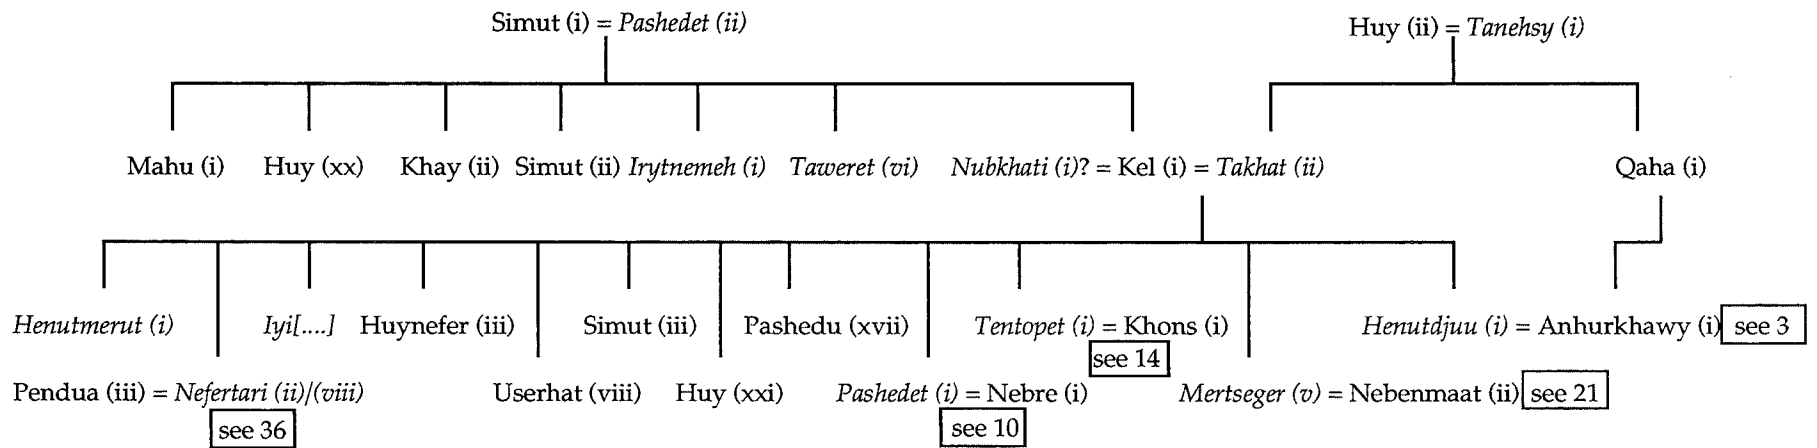 Simut (i) = Pashedet (ii) Huy (ii) = Tanehsy (i)
Mahu (i) Huy (xx) Khay (ii) Simut (ii) Irytnemeh (i) Taweret (vi) Nubkhati (i)? = Kel (i) = Takhat (ii) Qaha (i)
Henutmerut (i) Iyi[....] Huynefer (iii) Simut (iii) Pashedu (xvii) Tentopet (i) = Khons (i) Henutdjuu (i) = Anhurkhawy (i) see 3
see 14
Pendua (iii) = Nefertari (ii)/(viii) Userhat (viii) Huy (xxi) Pashedet (i) = Nebre (i) Mertseger (v) = Nebenmaat (ii) see 21
see 36 see 10